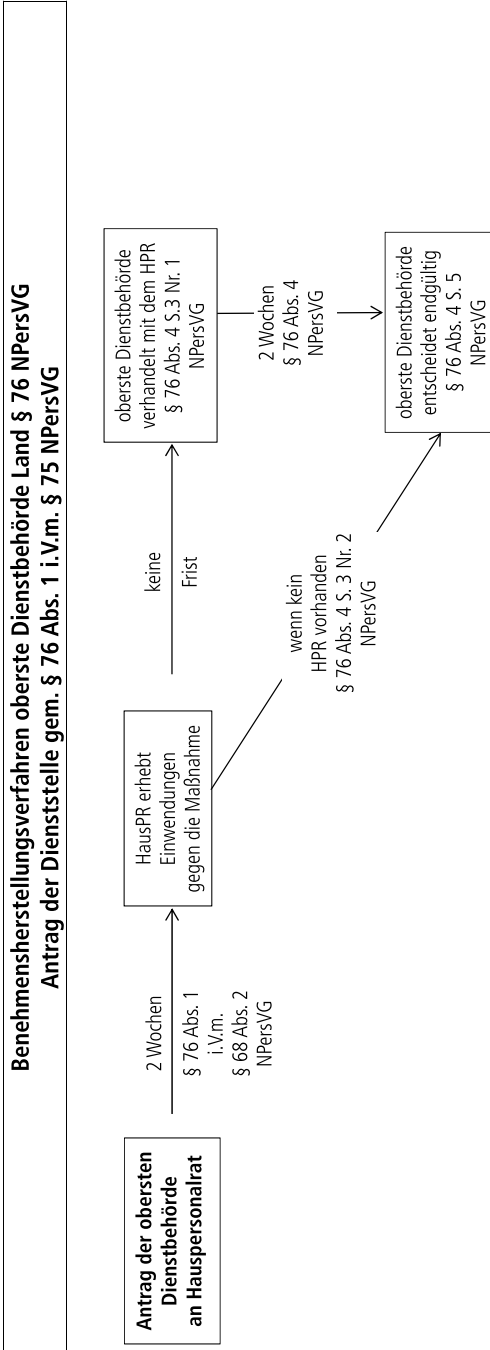 Benehmensherstellungsverfahren oberste Dienstbehörde Land § 76 NPersVG
Antrag der Dienststelle gem. § 76 Abs. 1 i.V.m. § 75 NPersVG
Antrag der obersten
Dienstbehörde
an Hauspersonalrat
2 Wochen
§ 76 Abs. 1
i.V.m.
§ 68 Abs. 2
NPersVG
HausPR erhebt
Einwendungen
gegen die Maßnahme
keine
Frist
oberste Dienstbehörde
verhandelt mit dem HPR
§ 76 Abs. 4 S.3 Nr. 1
NPersVG
2 Wochen
§ 76 Abs. 4
NPersVG
wenn kein
HPR vorhanden
§ 76 Abs. 4 S. 3 Nr. 2
NPersVG
oberste Dienstbehörde
entscheidet endgültig
§ 76 Abs. 4 S. 5
NPersVG